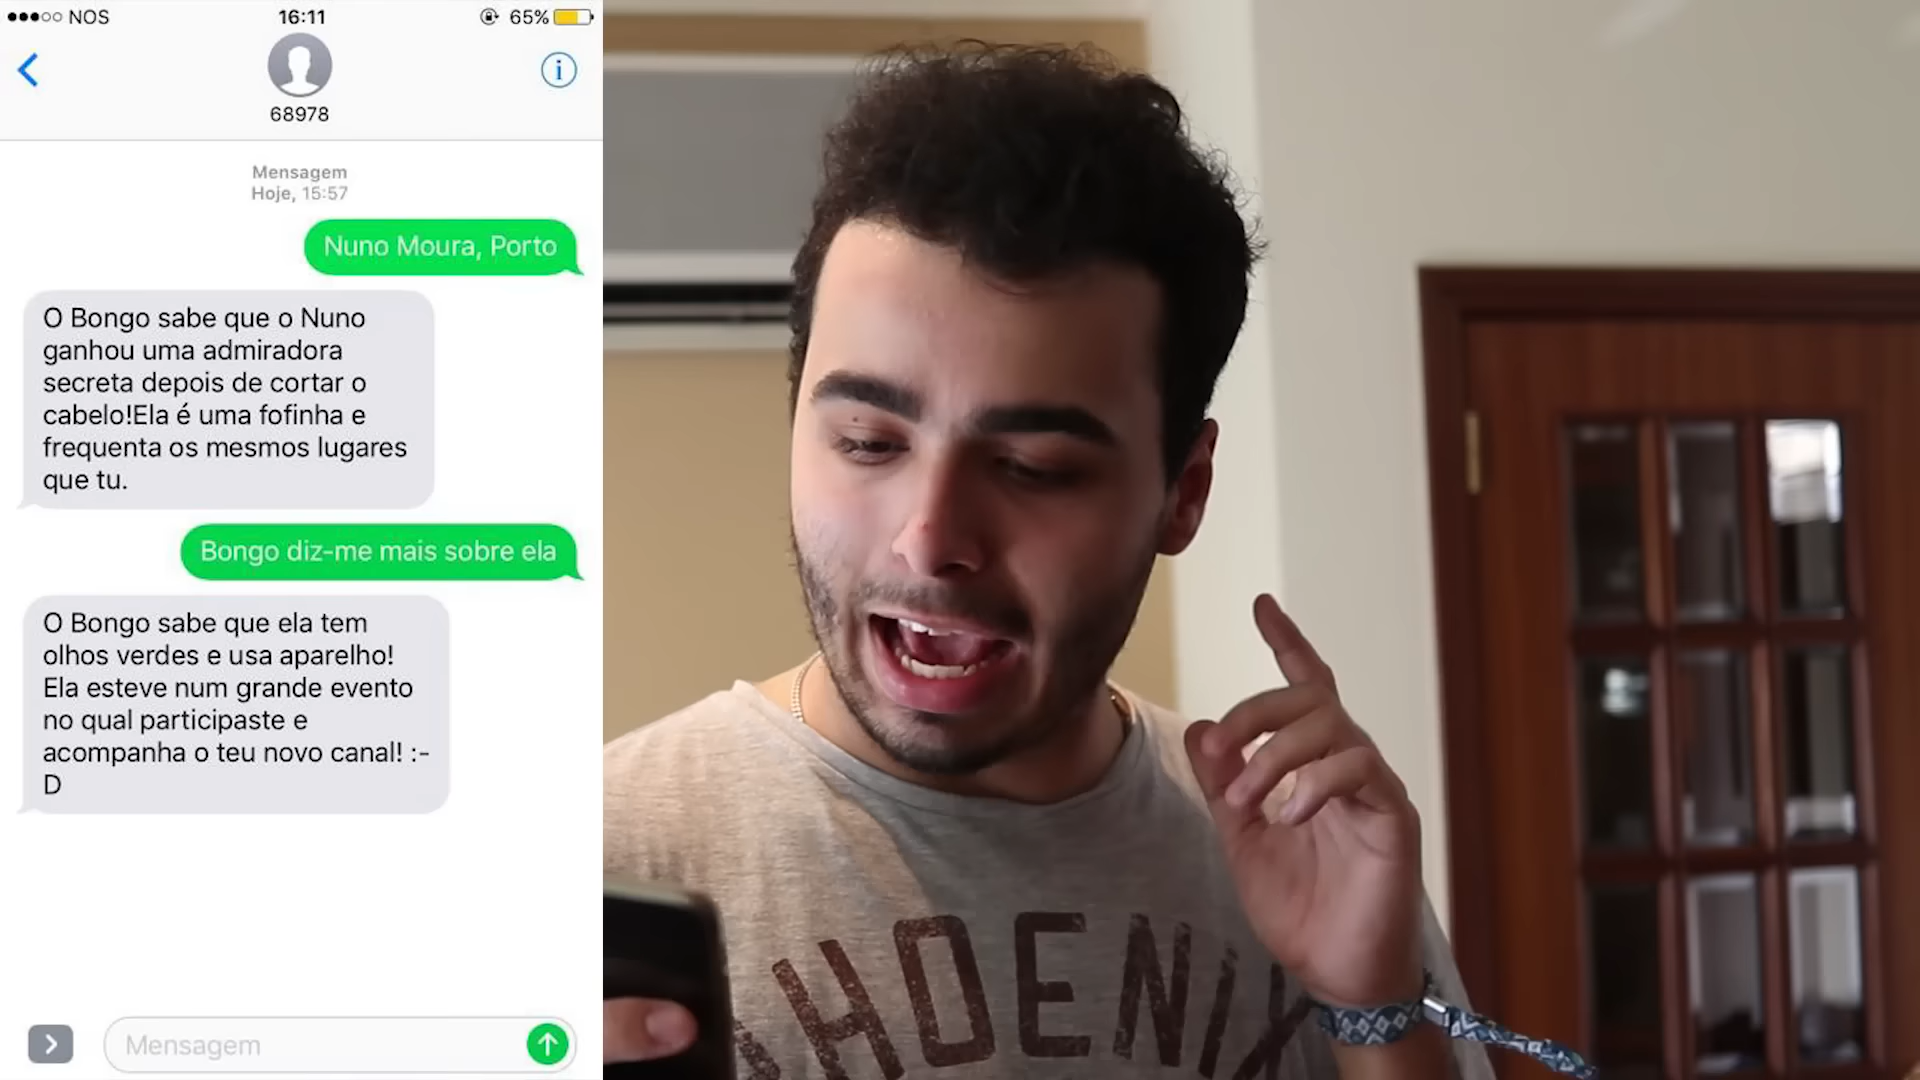 NOS
16:11
65%
68978
Mensagem
Hoje, 15:57
Nuno Moura, Porto
O Bongo sabe que o Nuno
ganhou uma admiradora
secreta depois de cortar o
cabelo!Ela é uma fofinha e
frequenta os mesmos lugares
que tu.
Bongo diz-me mais sobre ela
O Bongo sabe que ela tem
olhos verdes e usa aparelho!
Ela esteve num grande evento
no qual participaste e
acompanha o teu novo canal! :-
D
Mensagem
PHOENIX